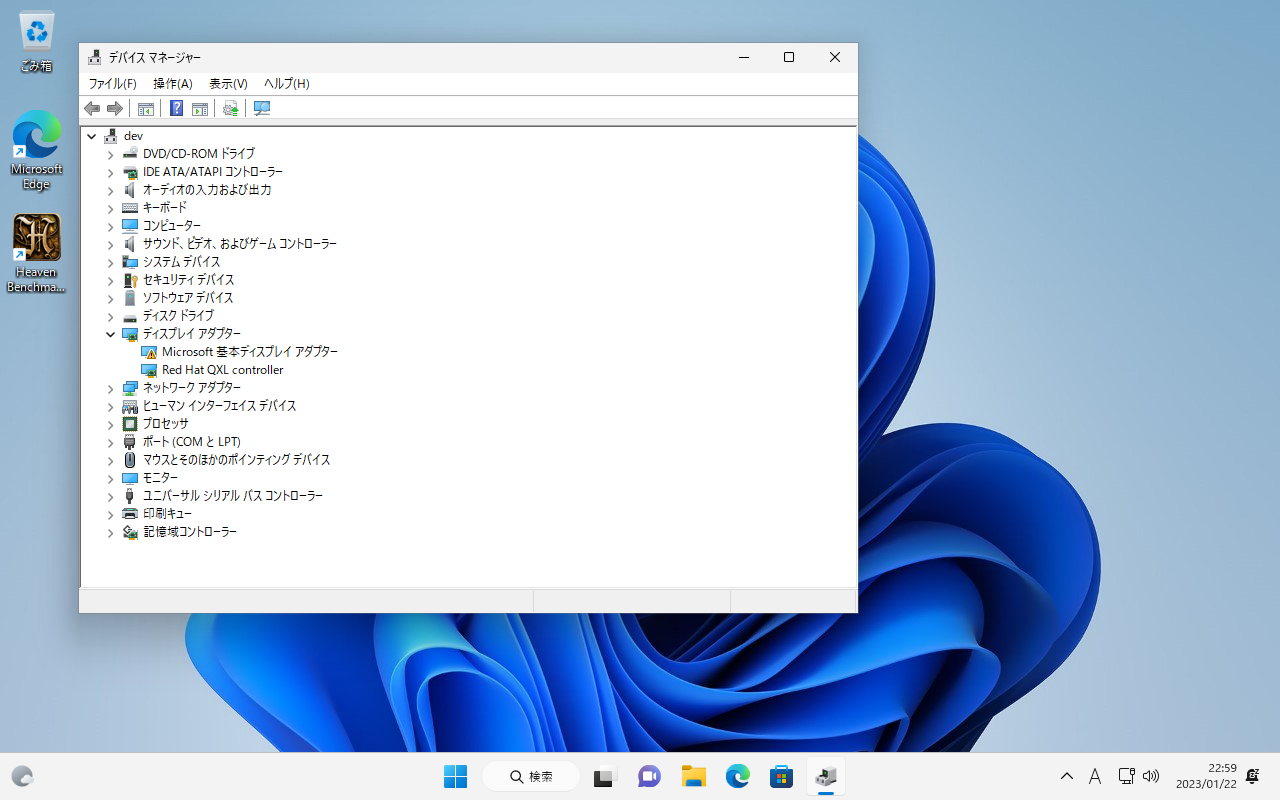 ごみ箱
Microsoft
Edge
Heaven
Benchma...
デバイス マネージャー
ファイル(F) 操作(A) 表示(V) ヘルプ(H)
dev
DVD/CD-ROM ドライブ
IDE ATA/ATAPI コントローラー
オーディオの入力および出力
キーボード
コンピューター
サウンド、ビデオ、およびゲーム コントローラー
システム デバイス
セキュリティ デバイス
ソフトウェア デバイス
ディスク ドライブ
ディスプレイ アダプター
Microsoft 基本ディスプレイ アダプター
Red Hat QXL controller
ネットワーク アダプター
ヒューマン インターフェイス デバイス
プロセッサ
ポート (COM と LPT)
マウスとそのほかのポインティング デバイス
モニター
ユニバーサル シリアル バス コントローラー
印刷キュー
記憶域コントローラー
検索
A
22:59
2023/01/22